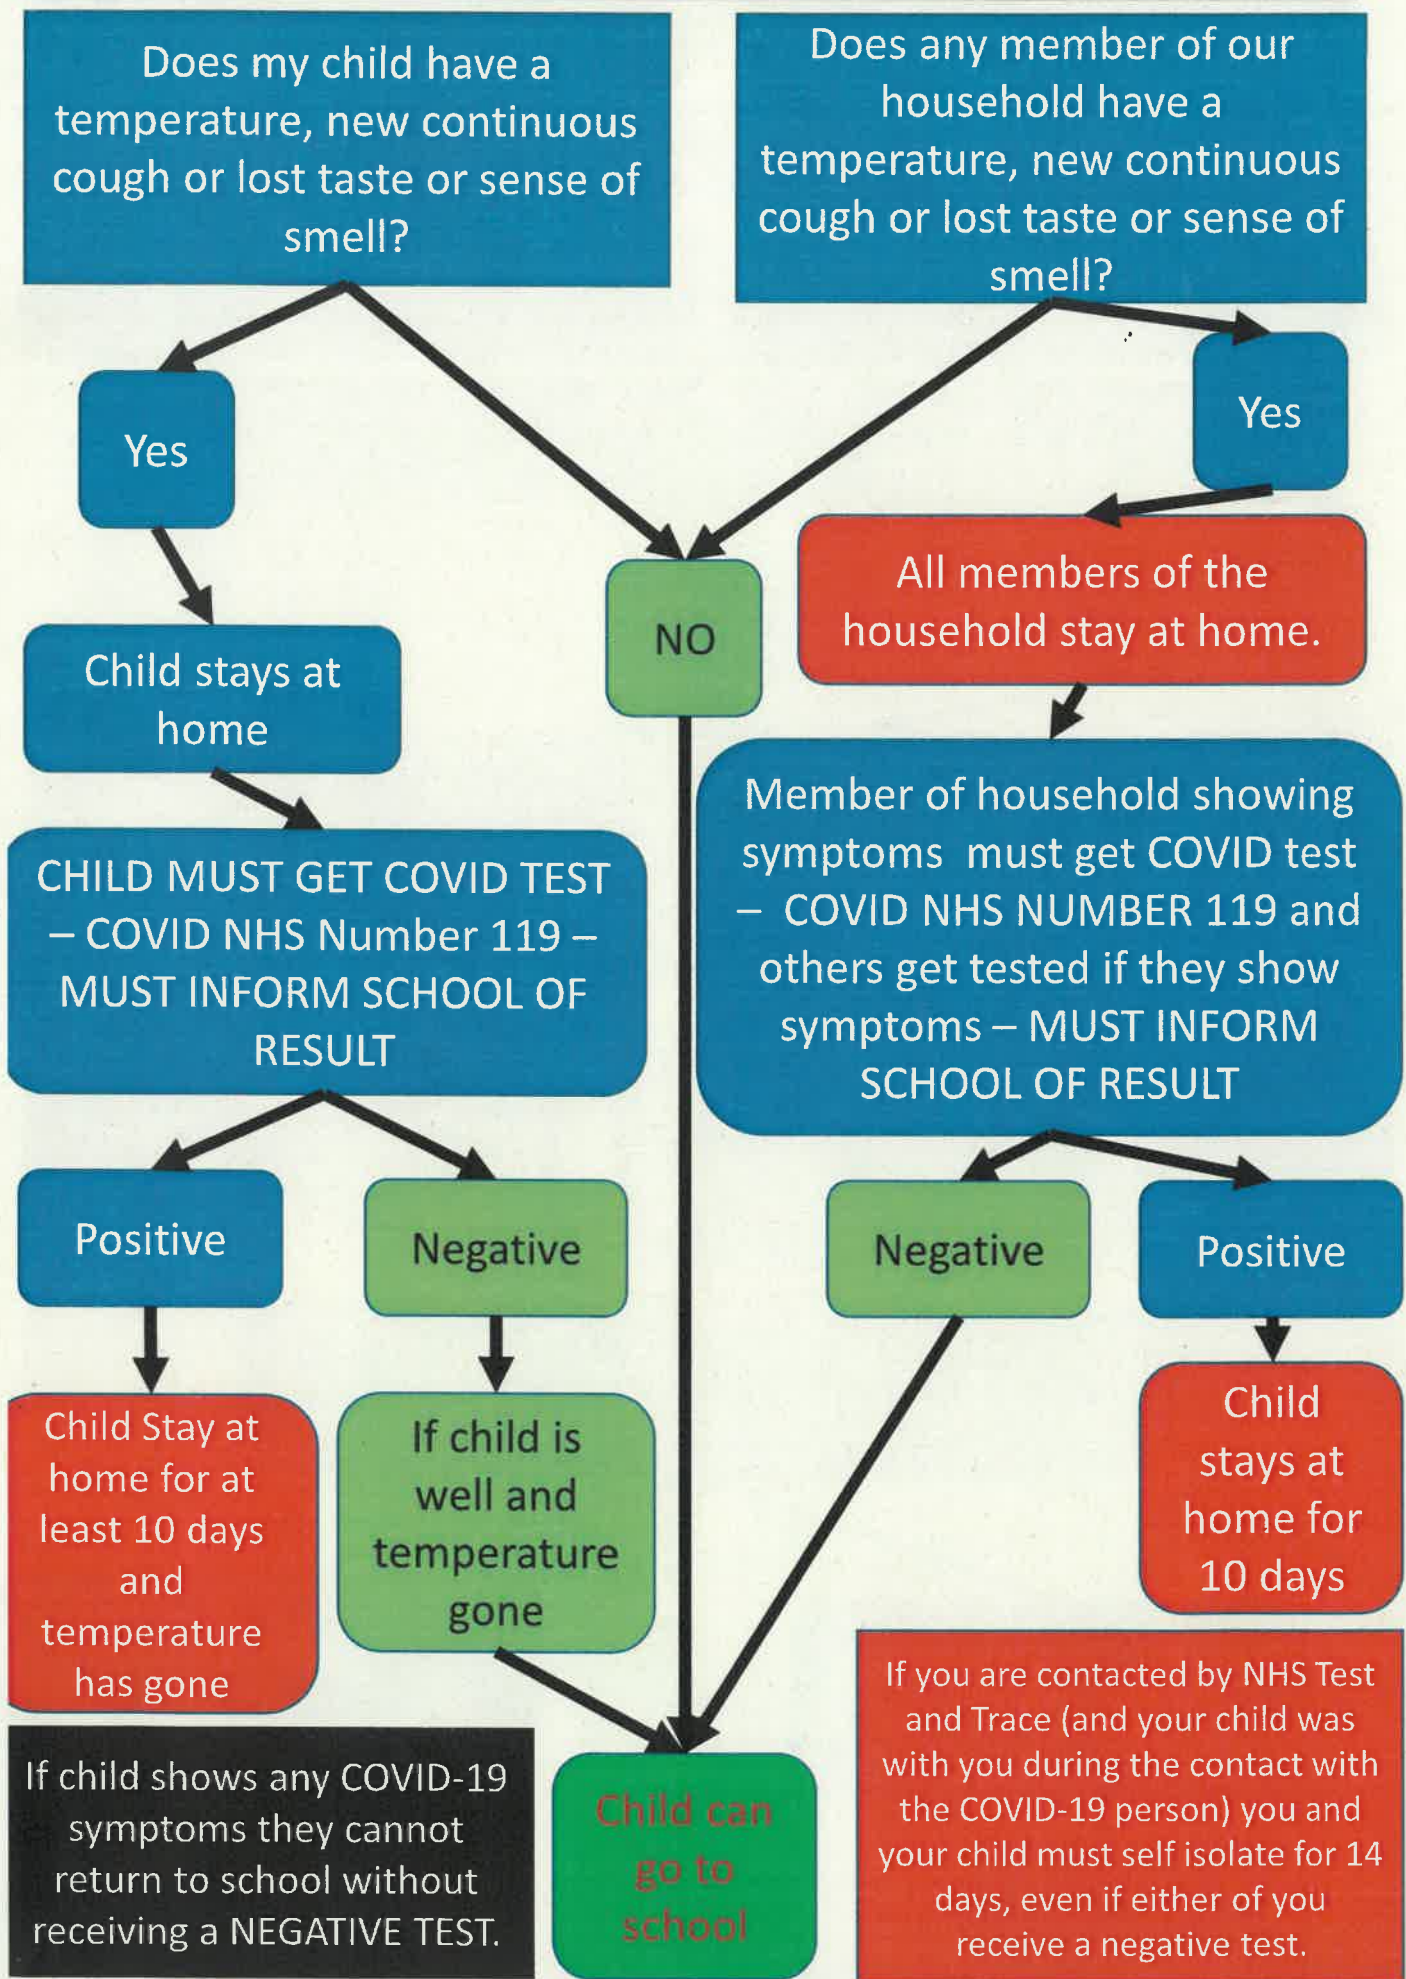 Does my child have a
temperature, new continuous
cough or lost taste or sense of
smell?
Does any member of our
household have a
temperature, new continuous
cough or lost taste or sense of
smell?
Yes
Yes
NO
All members of the
household stay at home.
Child stays at
home
CHILD MUST GET COVID TEST
– COVID NHS Number 119 –
MUST INFORM SCHOOL OF
RESULT
Member of household showing
symptoms  must get COVID test
–  COVID NHS NUMBER 119 and
others get tested if they show
symptoms – MUST INFORM
SCHOOL OF RESULT
Positive
Negative
Negative
Positive
Child Stay at
home for at
least 10 days
and
temperature
has gone
If child is
well and
temperature
gone
Child
stays at
home for
10 days
If child shows any COVID-19
symptoms they cannot
return to school without
receiving a NEGATIVE TEST.
Child can
go to
school
If you are contacted by NHS Test
and Trace (and your child was
with you during the contact with
the COVID-19 person) you and
your child must self isolate for 14
days, even if either of you
receive a negative test.